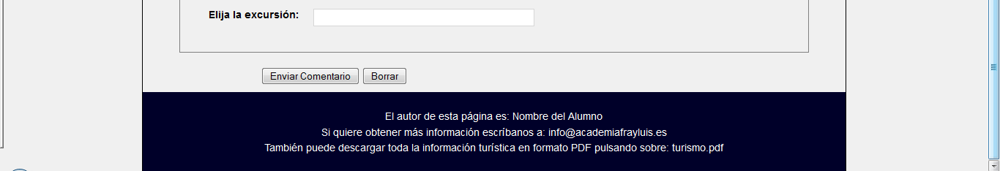 Elija la excursión:
Enviar Comentario Borrar
El autor de esta página es: Nombre del Alumno
Si quiere obtener más información escríbanos a: info@academiafrayluis.es
También puede descargar toda la información turística en formato PDF pulsando sobre: turismo.pdf